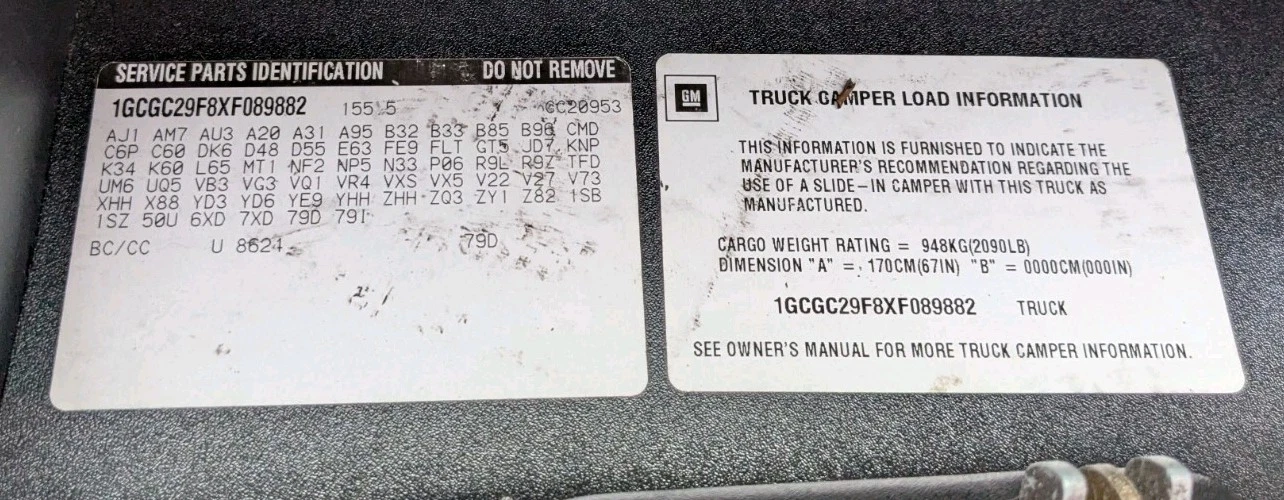 SERVICE PARTS IDENTIFICATION DO NOT REMOVE
1GCGC29F8XF089882 155.5 CC20953
AJ1 AM7 AU3 A20 A31 A95 B32 B33 B85 B96 CMD
C6P C60 DK6 D48 D55 E63 FE9 FLT GT5 JD7 KNP
K34 K60 L65 MT1 NF2 NP5 N33 P06 R9L R9Z TFD
UM6 UQ5 VB3 VG3 VQ1 VR4 VXS VX5 V22 V27 V73
XHH X88 YD3 YD6 YE9 YHH ZHH ZQ3 ZY1 Z82 1SB
1SZ 50U 6XD 7XD 79D 79I
BC/CC U 8624 79D
GM
TRUCK CAMPER LOAD INFORMATION
THIS INFORMATION IS FURNISHED TO INDICATE THE
MANUFACTURER'S RECOMMENDATION REGARDING THE
USE OF A SLIDE-IN CAMPER WITH THIS TRUCK AS
MANUFACTURED.
CARGO WEIGHT RATING = 948KG(2090LB)
DIMENSION "A" = 170CM(67IN) "B" = 0000CM(000IN)
1GCGC29F8XF089882 TRUCK
SEE OWNER'S MANUAL FOR MORE TRUCK CAMPER INFORMATION.